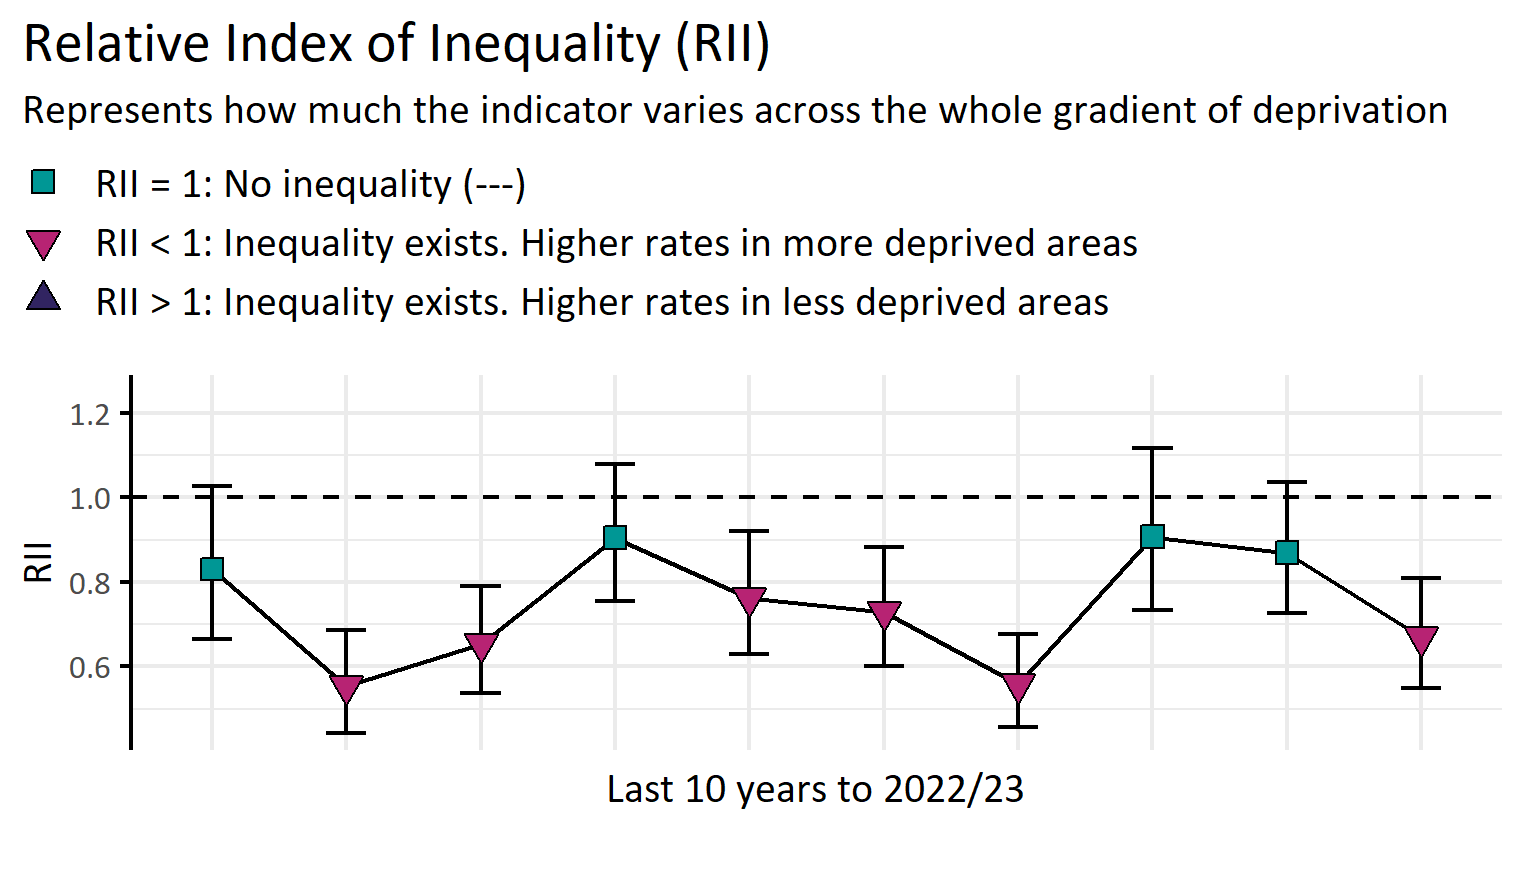 Relative Index of Inequality (RII)
Represents how much the indicator varies across the whole gradient of deprivation
RII = 1: No inequality (---)
RII < 1: Inequality exists. Higher rates in more deprived areas
RII > 1: Inequality exists. Higher rates in less deprived areas
1.2
1.0
0.8
0.6
RII
Last 10 years to 2022/23